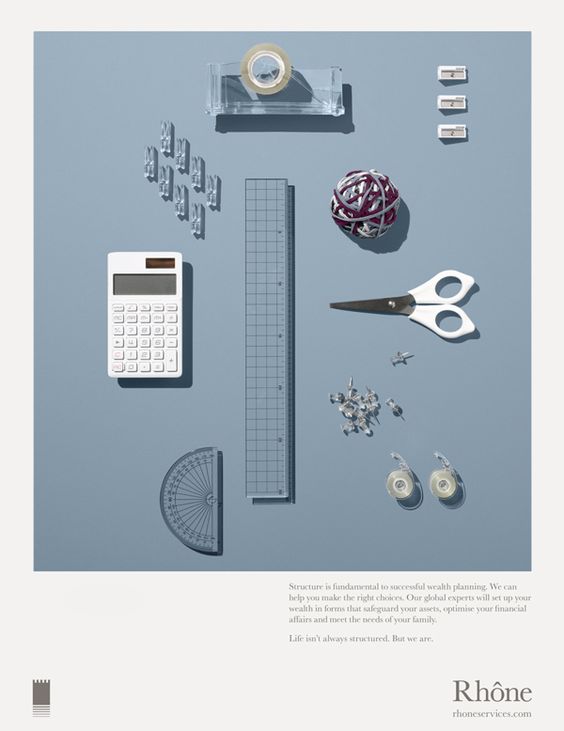 Structure is fundamental to successful wealth planning. We can
help you make the right choices. Our global experts will set up your
wealth in forms that safeguard your assets, optimise your financial
affairs and meet the needs of your family.
Life isn't always structured. But we are.
Rhône
rhoneservices.com